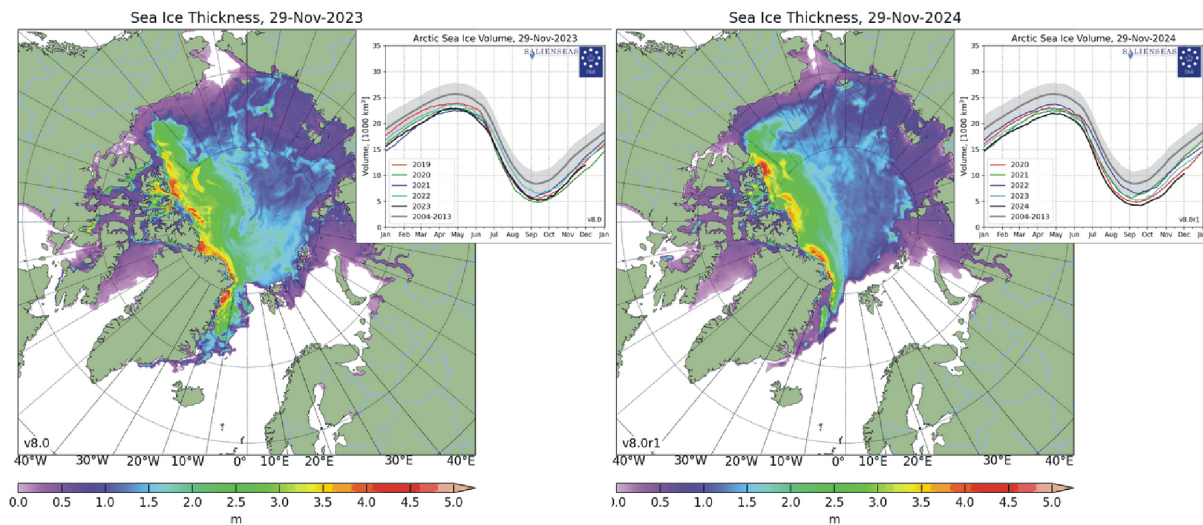 Sea Ice Thickness, 29-Nov-2023
Arctic Sea Ice Volume, 29-Nov-2023
SALIENSEAS
DMI
35
30
25
20
15
10
5
0
Volume, [1000 km³]
2019
2020
2021
2022
2023
2004-2013
v8.0
Jan Feb Mar Apr May Jun Jul Aug Sep Oct Nov Dec Jan
v8.0
40°W 30°W 20°W 10°W 0° 10°E 20°E 30°E 40°E
0.0 0.5 1.0 1.5 2.0 2.5 3.0 3.5 4.0 4.5 5.0
m
Sea Ice Thickness, 29-Nov-2024
Arctic Sea Ice Volume, 29-Nov-2024
SALIENSEAS
DMI
35
30
25
20
15
10
5
0
Volume, [1000 km³]
2020
2021
2022
2023
2024
2004-2013
v8.0r1
Jan Feb Mar Apr May Jun Jul Aug Sep Oct Nov Dec Jan
v8.0r1
40°W 30°W 20°W 10°W 0° 10°E 20°E 30°E 40°E
).0 0.5 1.0 1.5 2.0 2.5 3.0 3.5 4.0 4.5 5.0
m